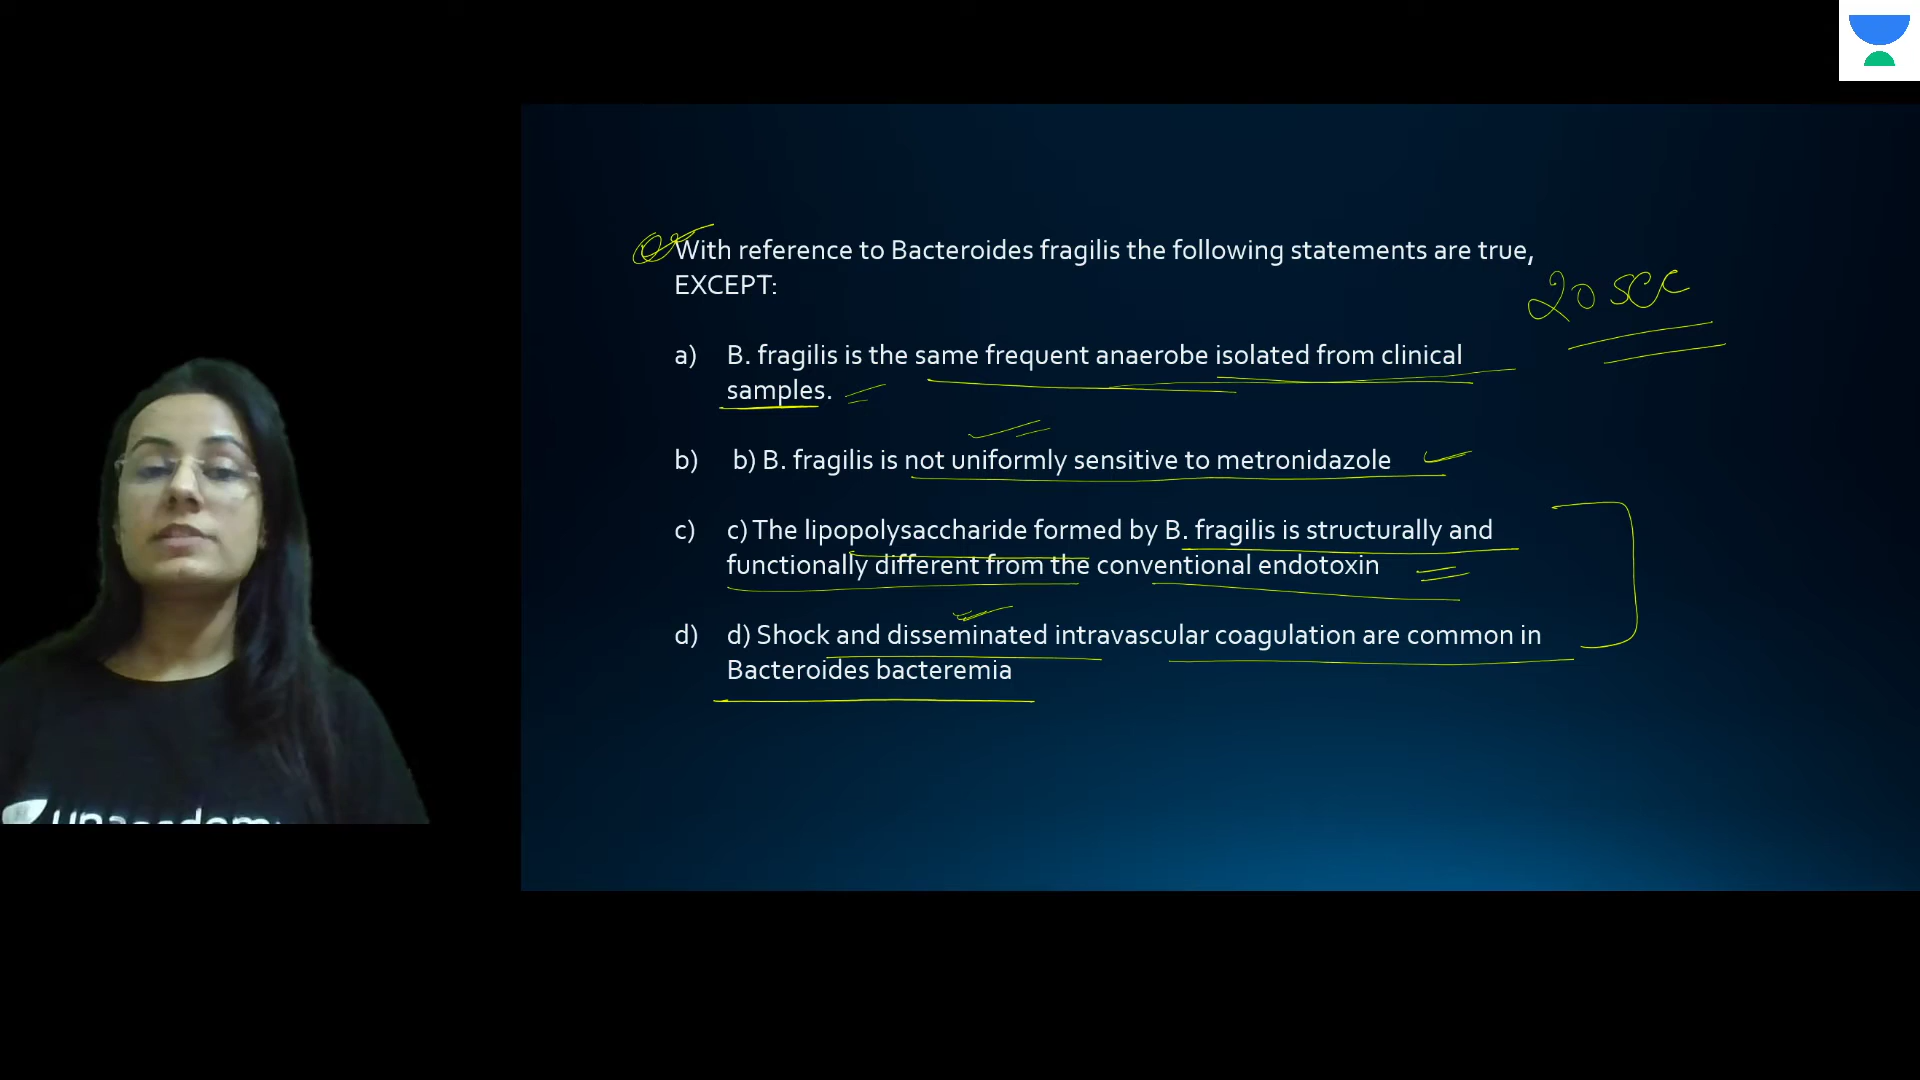 With reference to Bacteroides fragilis the following statements are true,
EXCEPT:
20 sec
a) B. fragilis is the same frequent anaerobe isolated from clinical
samples.
b) b) B. fragilis is not uniformly sensitive to metronidazole
c) c) The lipopolysaccharide formed by B. fragilis is structurally and
functionally different from the conventional endotoxin
d) d) Shock and disseminated intravascular coagulation are common in
Bacteroides bacteremia
unacademy